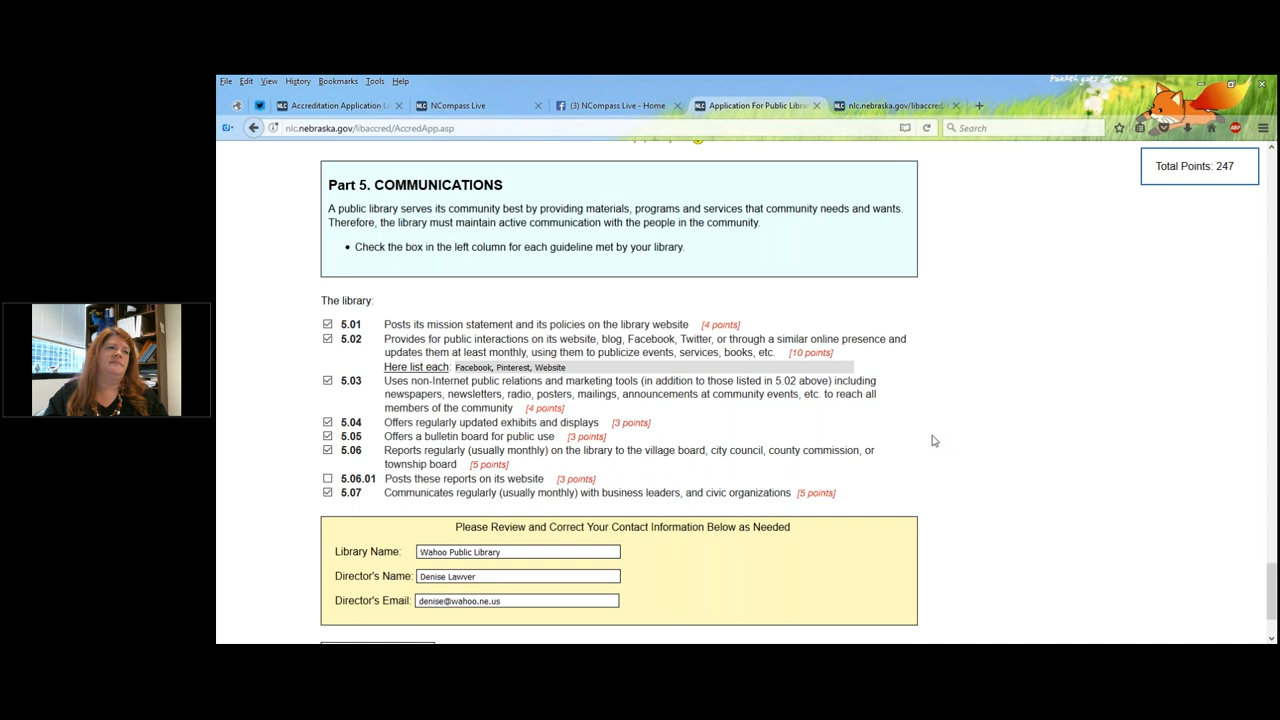 File Edit View History Bookmarks Tools Help
NLC Accreditation Application L
NLC NCompass Live
(3) NCompass Live - Home
NLC Application For Public Libra
NLC nlc.nebraska.gov/libaccred/
nlc.nebraska.gov/libaccred/AccredApp.asp
Search
ABP
Total Points: 247
Part 5. COMMUNICATIONS
A public library serves its community best by providing materials, programs and services that community needs and wants.
Therefore, the library must maintain active communication with the people in the community.
• Check the box in the left column for each guideline met by your library.
The library:
5.01 Posts its mission statement and its policies on the library website [4 points]
5.02 Provides for public interactions on its website, blog, Facebook, Twitter, or through a similar online presence and
updates them at least monthly, using them to publicize events, services, books, etc. [10 points]
Here list each: Facebook, Pinterest, Website
5.03 Uses non-Internet public relations and marketing tools (in addition to those listed in 5.02 above) including
newspapers, newsletters, radio, posters, mailings, announcements at community events, etc. to reach all
members of the community [4 points]
5.04 Offers regularly updated exhibits and displays [3 points]
5.05 Offers a bulletin board for public use [3 points]
5.06 Reports regularly (usually monthly) on the library to the village board, city council, county commission, or
township board [5 points]
5.06.01 Posts these reports on its website [3 points]
5.07 Communicates regularly (usually monthly) with business leaders, and civic organizations [5 points]
Please Review and Correct Your Contact Information Below as Needed
Library Name: Wahoo Public Library
Director's Name: Denise Lawver
Director's Email: denise@wahoo.ne.us